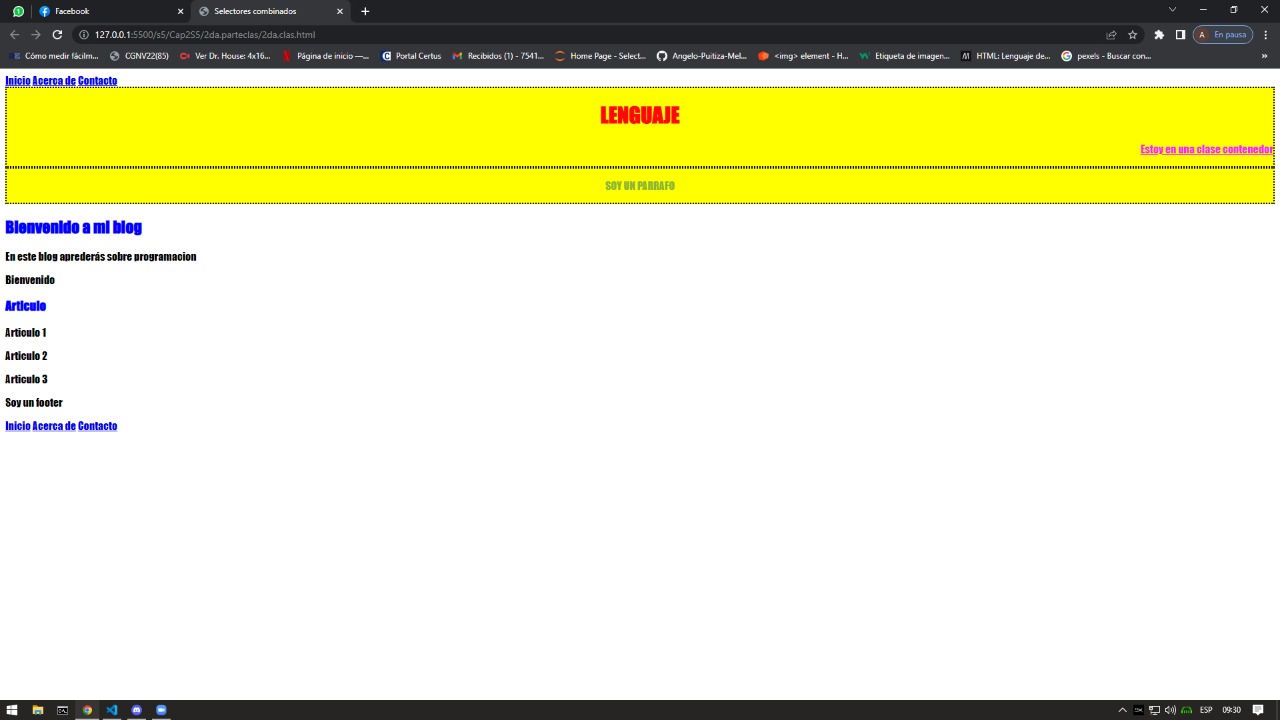 1 Facebook Selectores combinados
127.0.0.1:5500/s5/Cap2S5/2da.parteclas/2da.clas.html A En pausa
Cómo medir fácilm... CGNV22(85) Ver Dr. House: 4x16... Página de inicio —... Portal Certus Recibidos (1) - 7541... Home Page - Select... Angelo-Puitiza-Mel... <img> element - H... Etiqueta de imagen... HTML: Lenguaje de... pexels - Buscar con... »
Inicio Acerca de Contacto
LENGUAJE
Estoy en una clase contenedor
SOY UN PARRAFO
Bienvenido a mi blog
En este blog aprederás sobre programacion
Bienvenido
Articulo
Articulo 1
Articulo 2
Articulo 3
Soy un footer
Inicio Acerca de Contacto
ESP 09:30